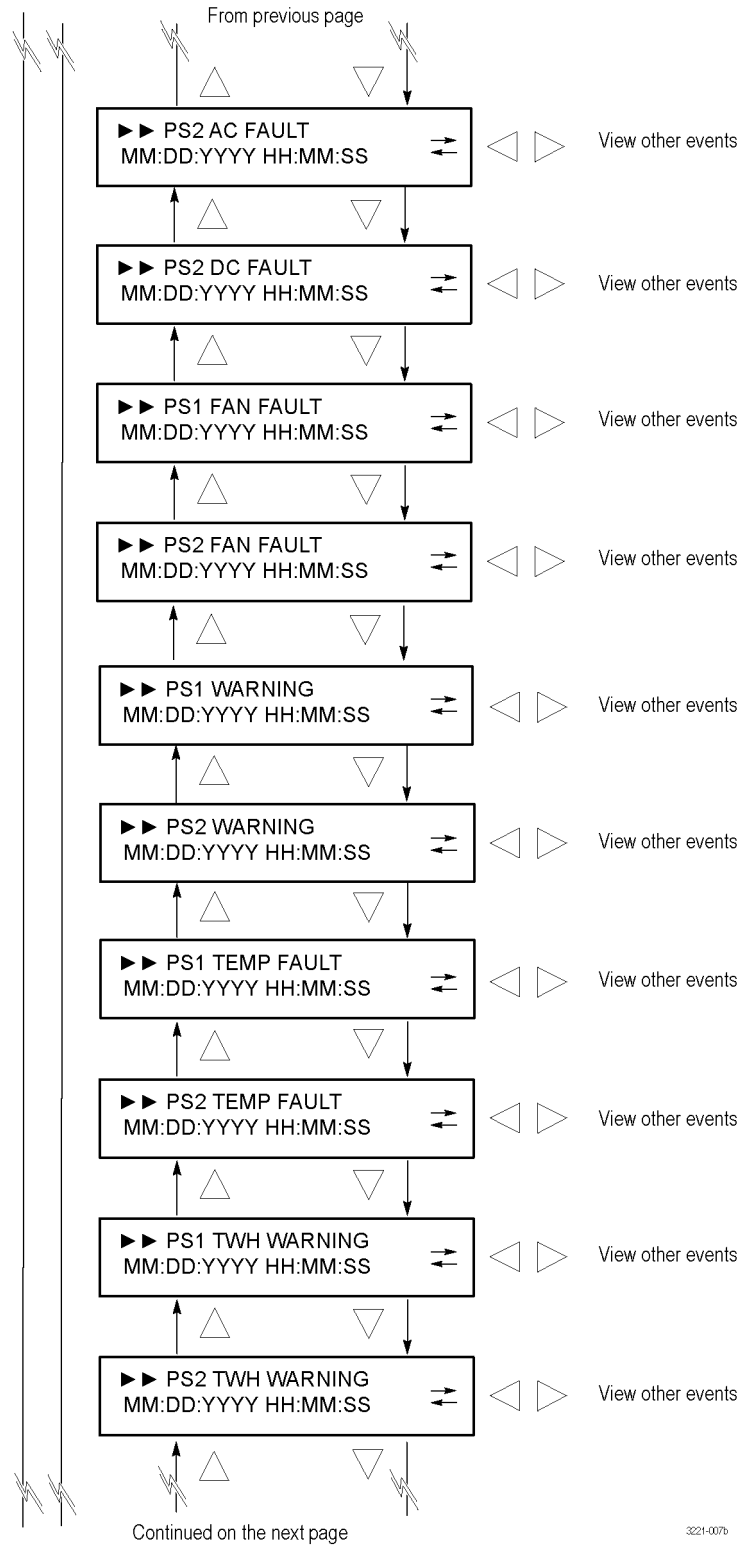 From previous page
►► PS2 AC FAULT
MM:DD:YYYY HH:MM:SS
View other events
►► PS2 DC FAULT
MM:DD:YYYY HH:MM:SS
View other events
►► PS1 FAN FAULT
MM:DD:YYYY HH:MM:SS
View other events
►► PS2 FAN FAULT
MM:DD:YYYY HH:MM:SS
View other events
►► PS1 WARNING
MM:DD:YYYY HH:MM:SS
View other events
►► PS2 WARNING
MM:DD:YYYY HH:MM:SS
View other events
►► PS1 TEMP FAULT
MM:DD:YYYY HH:MM:SS
View other events
►► PS2 TEMP FAULT
MM:DD:YYYY HH:MM:SS
View other events
►► PS1 TWH WARNING
MM:DD:YYYY HH:MM:SS
View other events
►► PS2 TWH WARNING
MM:DD:YYYY HH:MM:SS
View other events
Continued on the next page
3221-007b